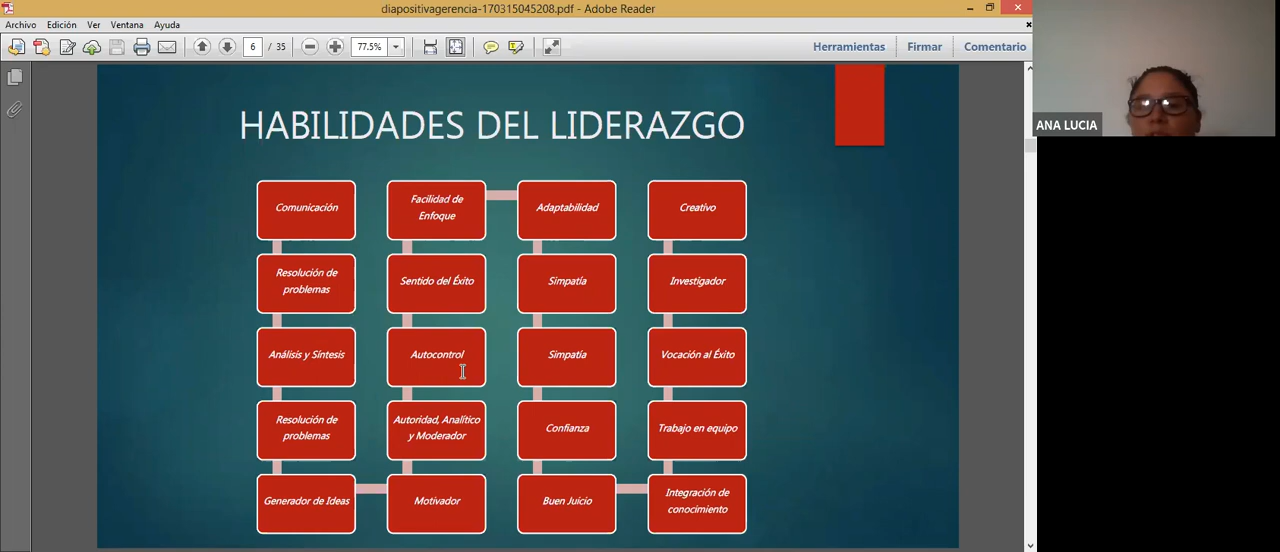 diapositivagerencia-170315045208.pdf - Adobe Reader
Archivo Edición Ver Ventana Ayuda
6 / 35 77.5% Herramientas Firmar Comentario
ANA LUCIA
HABILIDADES DEL LIDERAZGO
Comunicación
Resolución de
problemas
Análisis y Síntesis
Resolución de
problemas
Generador de Ideas
Facilidad de
Enfoque
Sentido del Éxito
Autocontrol
Autoridad, Analítico
y Moderador
Motivador
Adaptabilidad
Simpatía
Simpatía
Confianza
Buen Juicio
Creativo
Investigador
Vocación al Éxito
Trabajo en equipo
Integración de
conocimiento